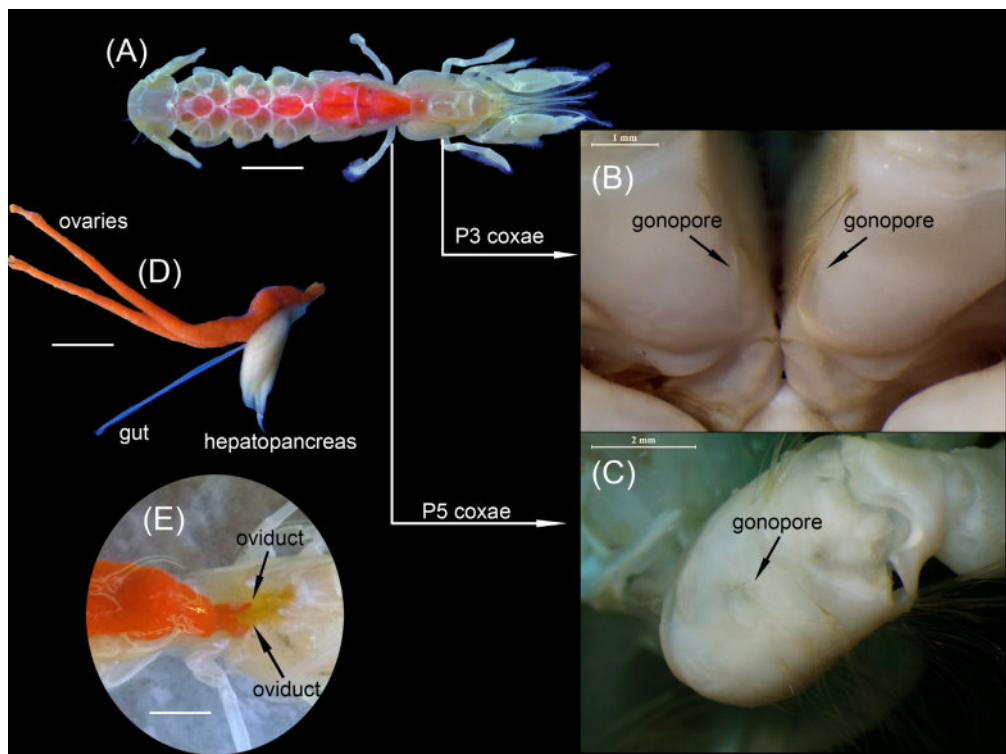 (A)
1 mm
(B)
gonopore
gonopore
P3 coxae
ovaries
(D)
gut
hepatopancreas
2 mm
(C)
gonopore
P5 coxae
(E)
oviduct
oviduct